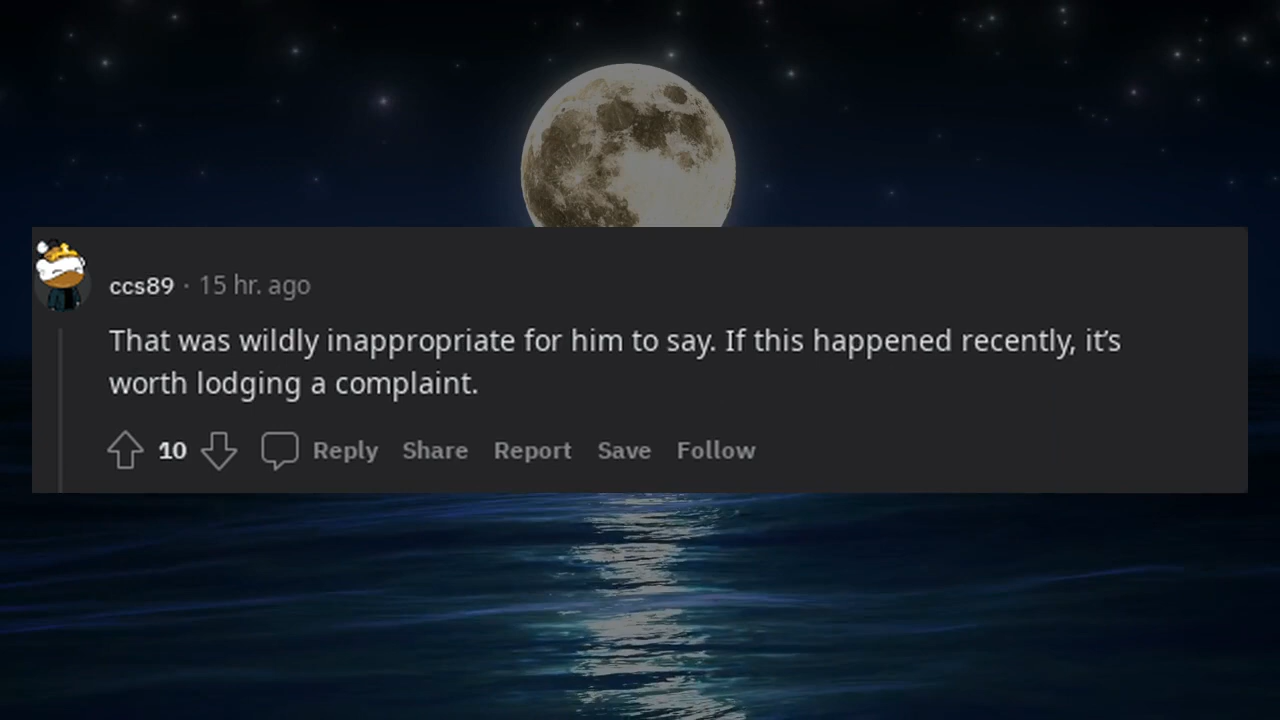 ccs89 · 15 hr. ago
That was wildly inappropriate for him to say. If this happened recently, it’s
worth lodging a complaint.
10 Reply Share Report Save Follow